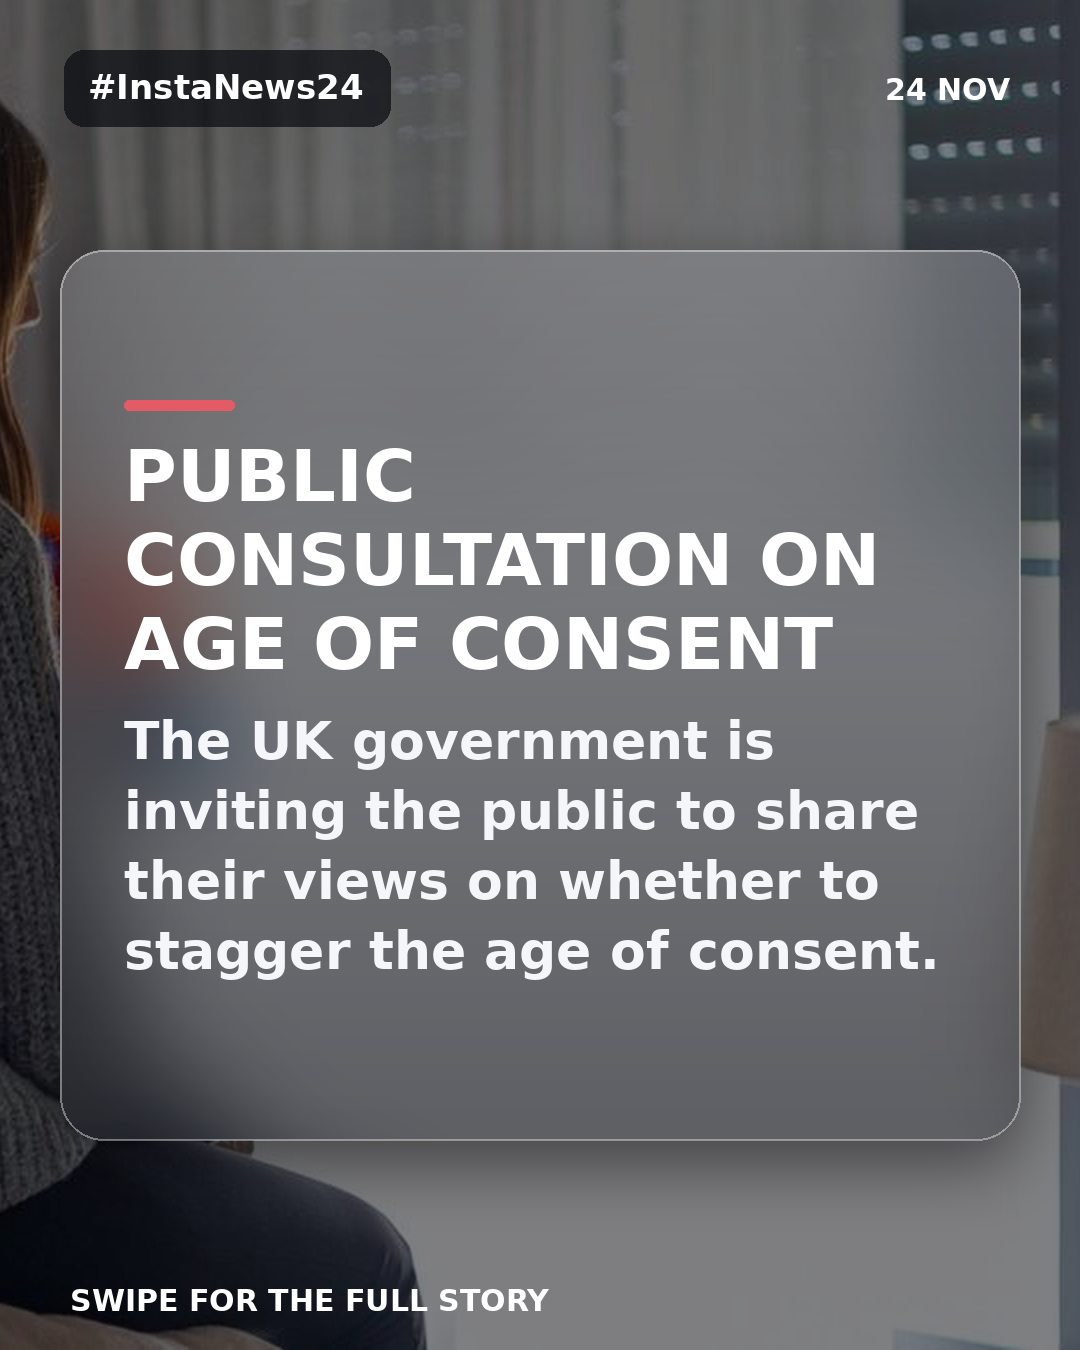 #InstaNews24
24 NOV
PUBLIC
CONSULTATION ON
AGE OF CONSENT
The UK government is
inviting the public to share
their views on whether to
stagger the age of consent.
SWIPE FOR THE FULL STORY